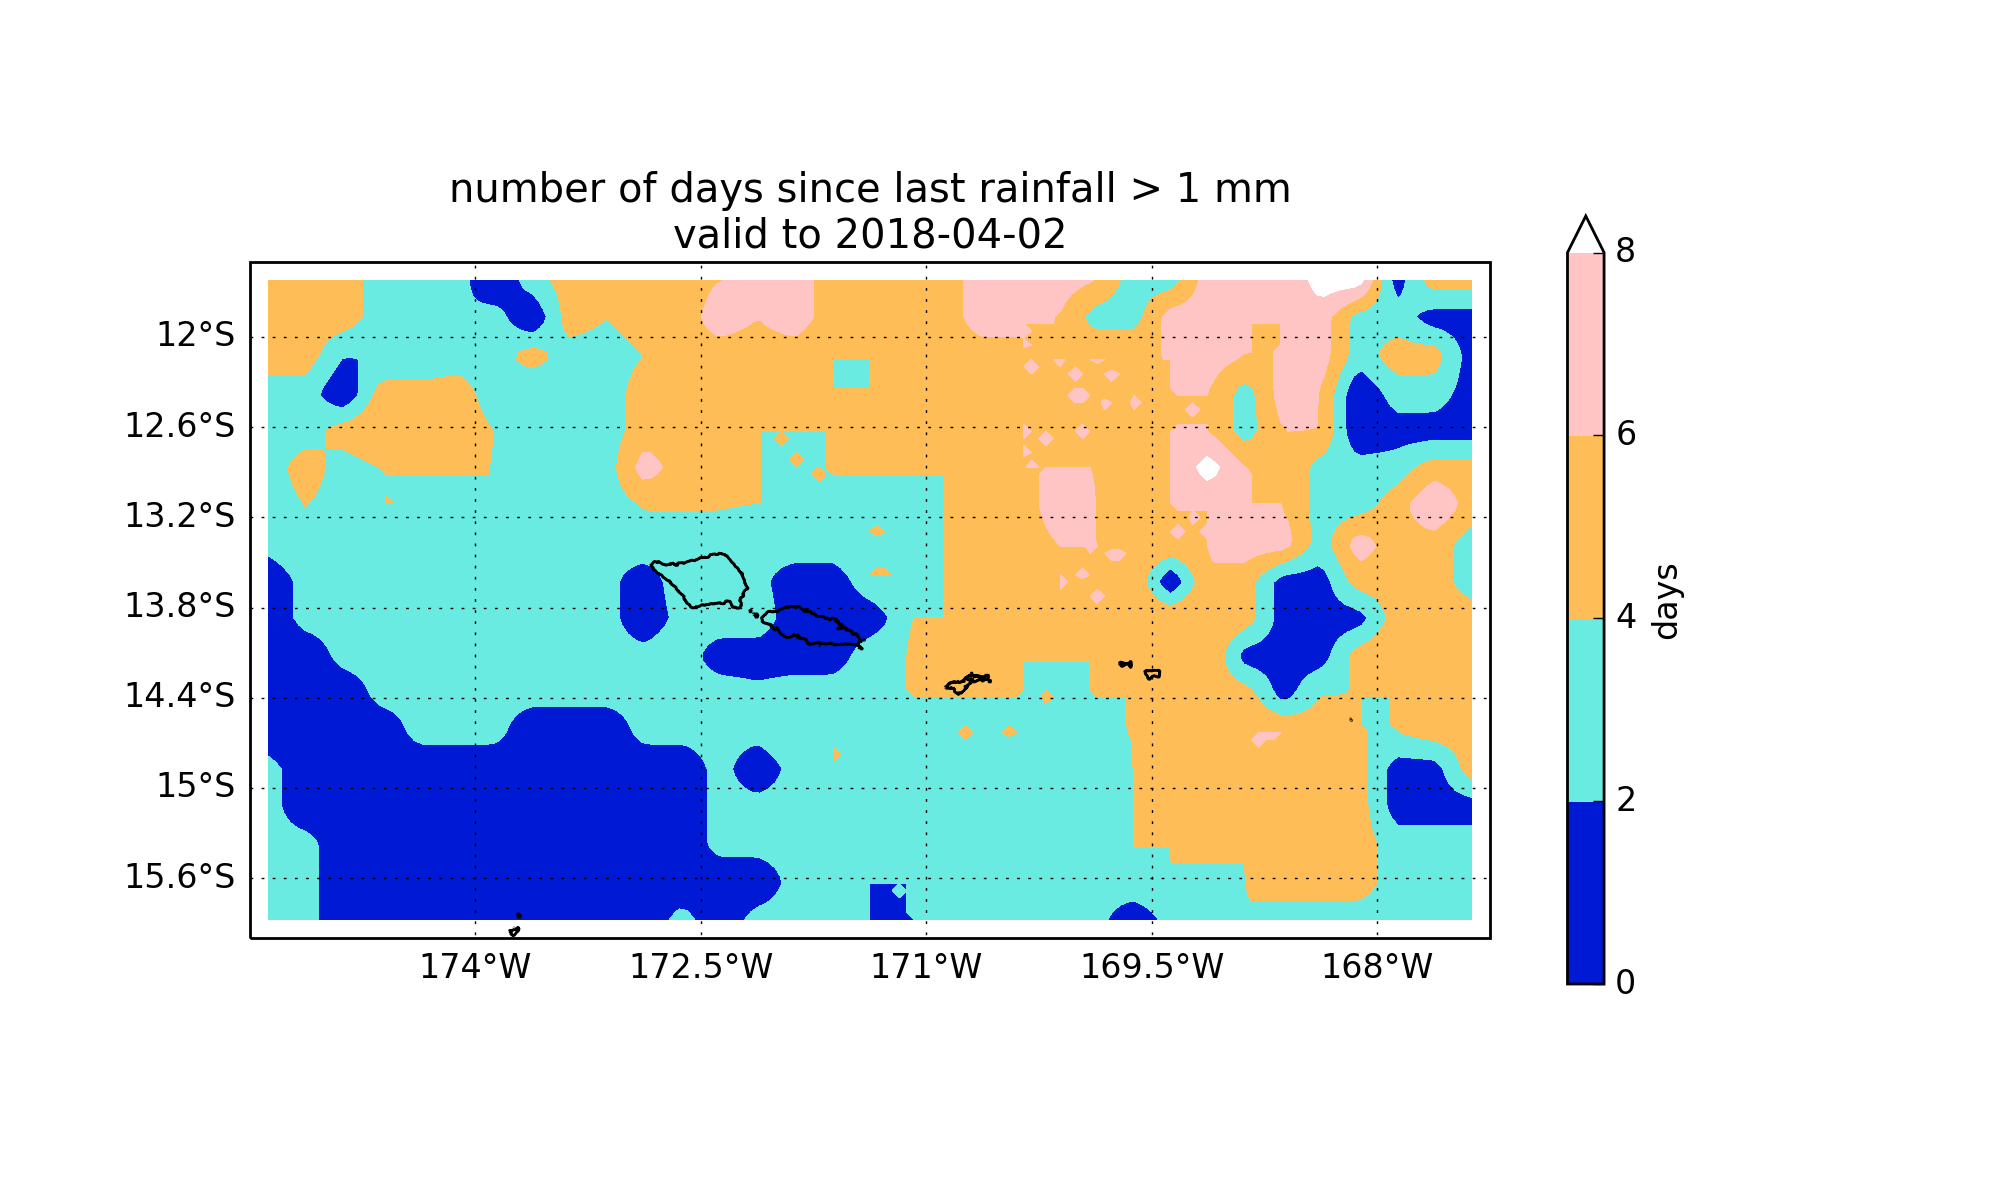 number of days since last rainfall > 1 mm
valid to 2018-04-02
12°S
12.6°S
13.2°S
13.8°S
14.4°S
15°S
15.6°S
174°W
172.5°W
171°W
169.5°W
168°W
8
6
4
2
0
days